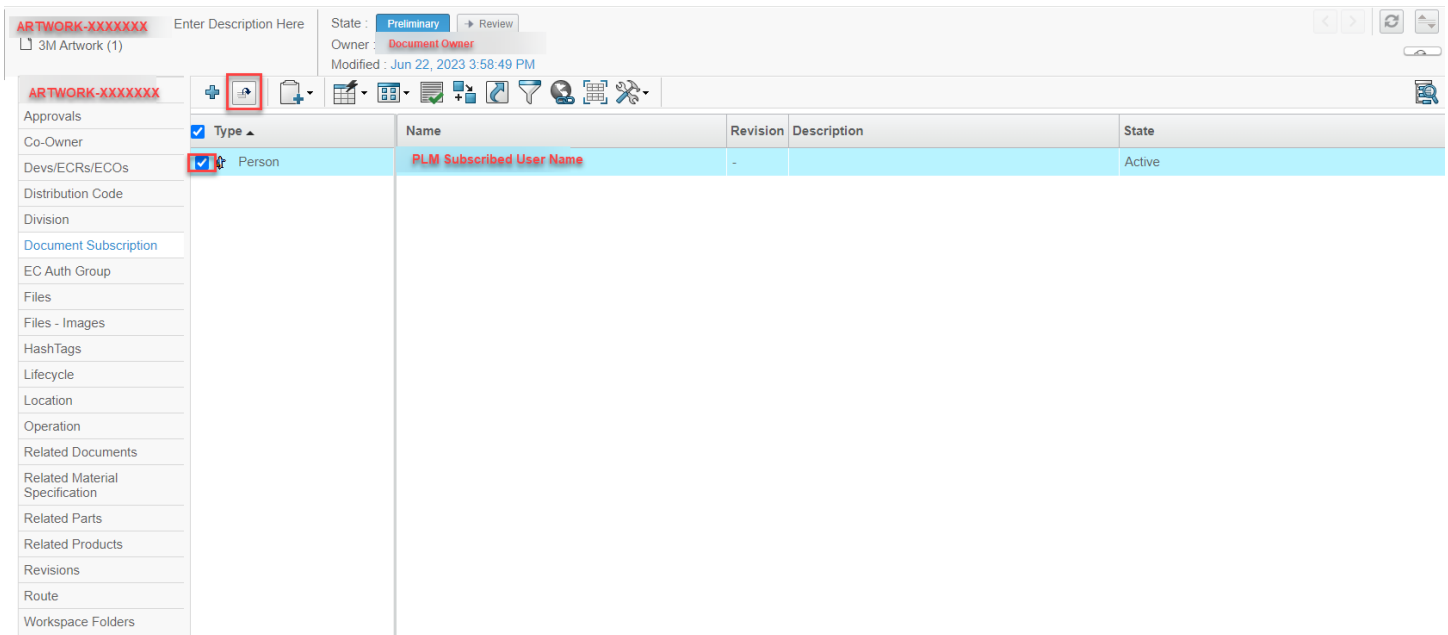 ARTWORK-XXXXXXX
Enter Description Here
3M Artwork (1)
State : Preliminary Review
Owner : Document Owner
Modified : Jun 22, 2023 3:58:49 PM
ARTWORK-XXXXXXX
Approvals
Co-Owner
Devs/ECRs/ECOs
Distribution Code
Division
Document Subscription
EC Auth Group
Files
Files - Images
HashTags
Lifecycle
Location
Operation
Related Documents
Related Material
Specification
Related Parts
Related Products
Revisions
Route
Workspace Folders
Type Name Revision Description State
Person PLM Subscribed User Name - Active